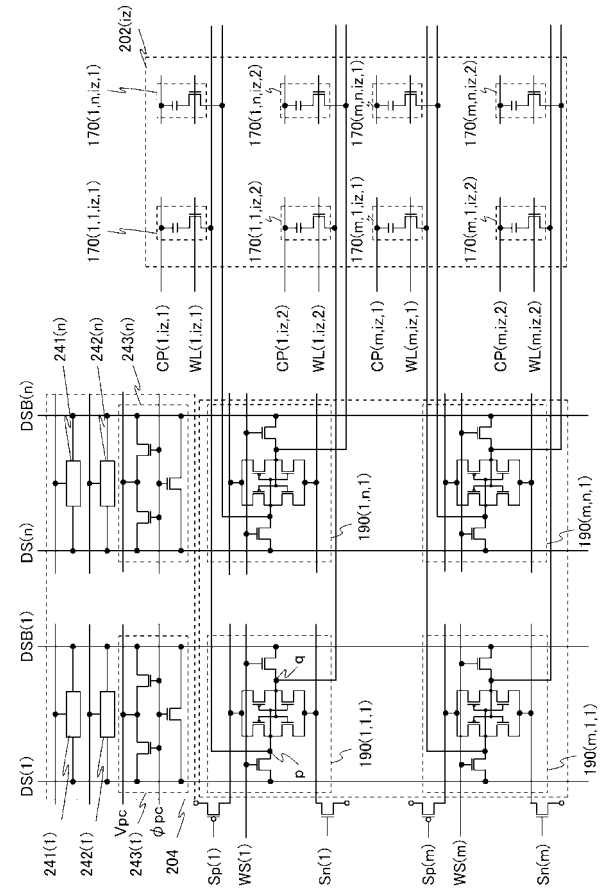 202(iz)
170(1,1,iz,1)
170(1,n,iz,1)
170(1,1,iz,2)
170(1,n,iz,2)
170(m,1,iz,1)
170(m,n,iz,1)
170(m,1,iz,2)
170(m,n,iz,2)
CP(1,iz,1)
WL(1,iz,1)
CP(1,iz,2)
WL(1,iz,2)
CP(m,iz,1)
WL(m,iz,1)
CP(m,iz,2)
WL(m,iz,2)
241(n)
242(n)
243(n)
DSB(n)
DS(n)
DSB(1)
DS(1)
190(1,n,1)
190(m,n,1)
q
p
190(1,1,1)
190(m,1,1)
241(1)
242(1)
Vpc
243(1)
φpc
204
Sp(1)
WS(1)
Sn(1)
Sp(m)
WS(m)
Sn(m)